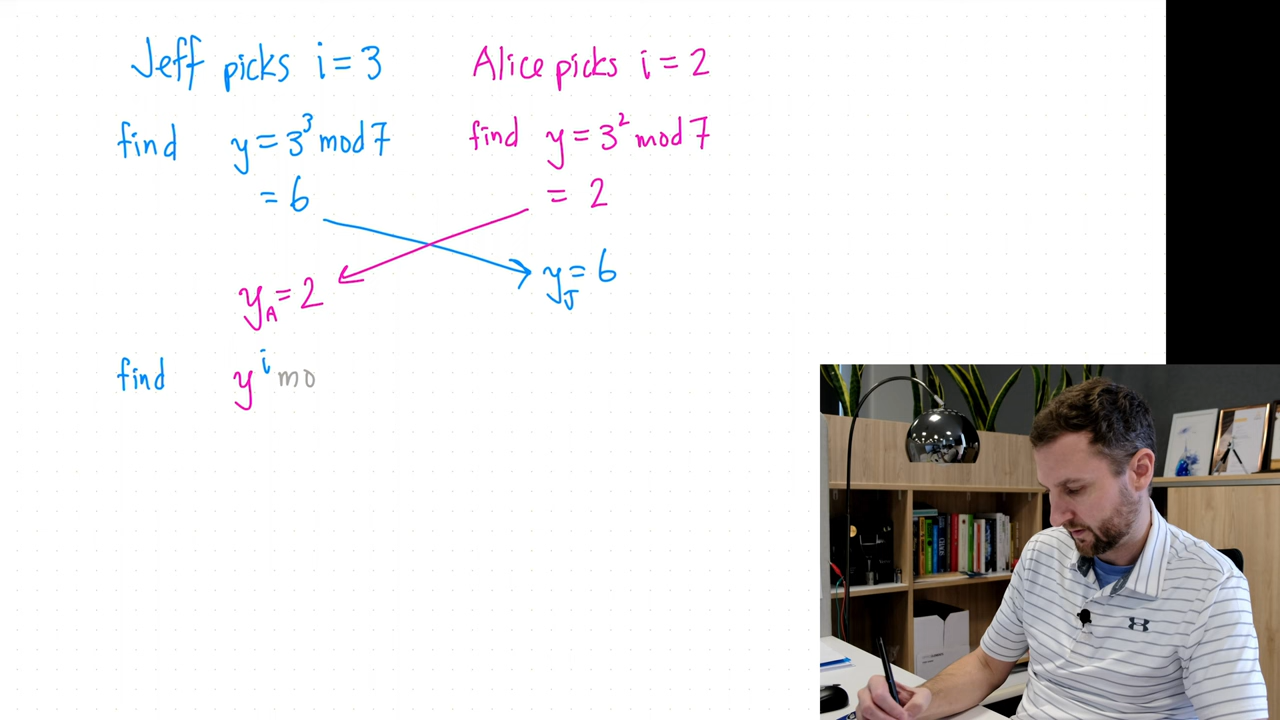 Jeff picks i = 3
Alice picks i = 2
find y = 3³ mod 7
find y = 3² mod 7
= 6
= 2
y_A = 2
y_J = 6
find yⁱ mo